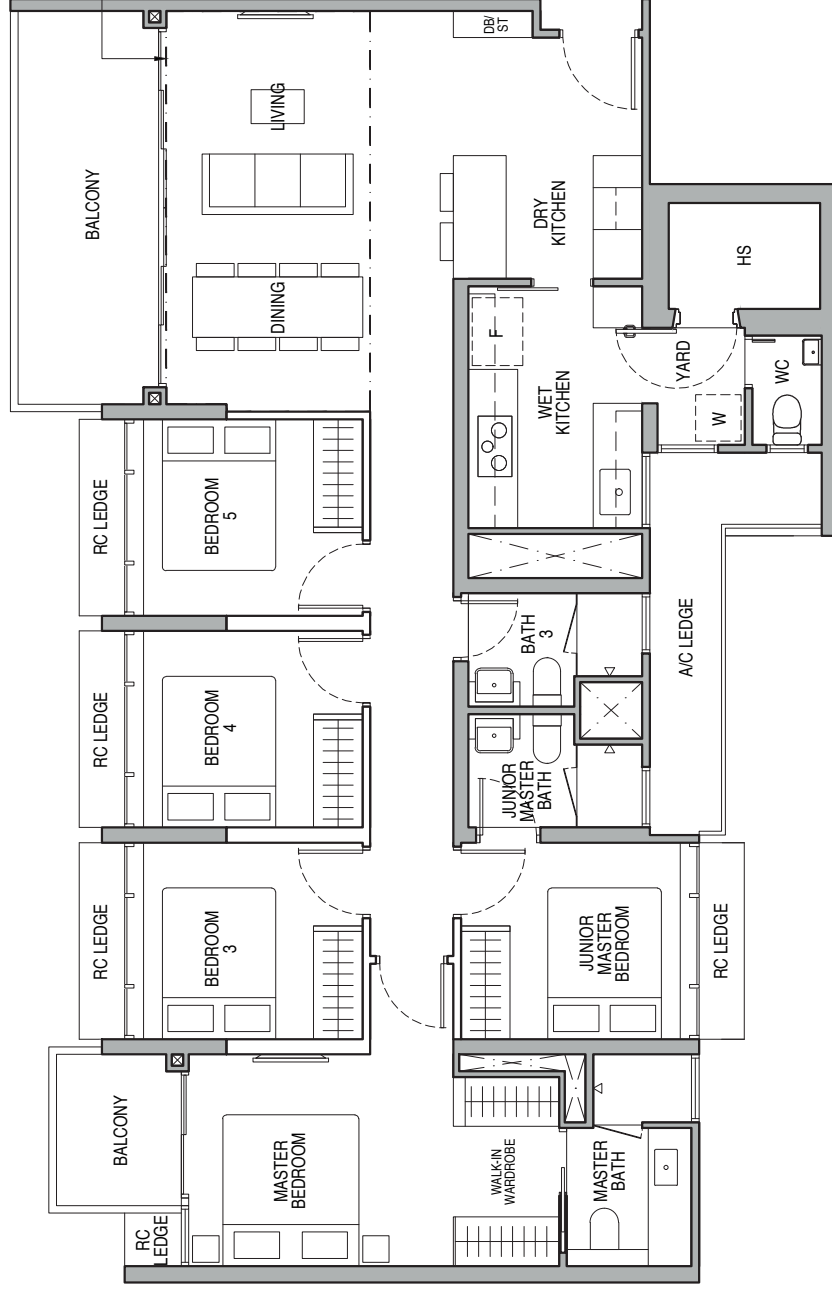 DB/
ST
LIVING
BALCONY
DRY
KITCHEN
HS
DINING
F
YARD
WET
KITCHEN
WC
W
RC LEDGE
BEDROOM
5
BATH
3
A/C LEDGE
RC LEDGE
BEDROOM
4
JUNIOR
MASTER
BATH
RC LEDGE
BEDROOM
3
JUNIOR
MASTER
BEDROOM
RC LEDGE
BALCONY
MASTER
BEDROOM
WALK-IN
WARDROBE
MASTER
BATH
RC
LEDGE